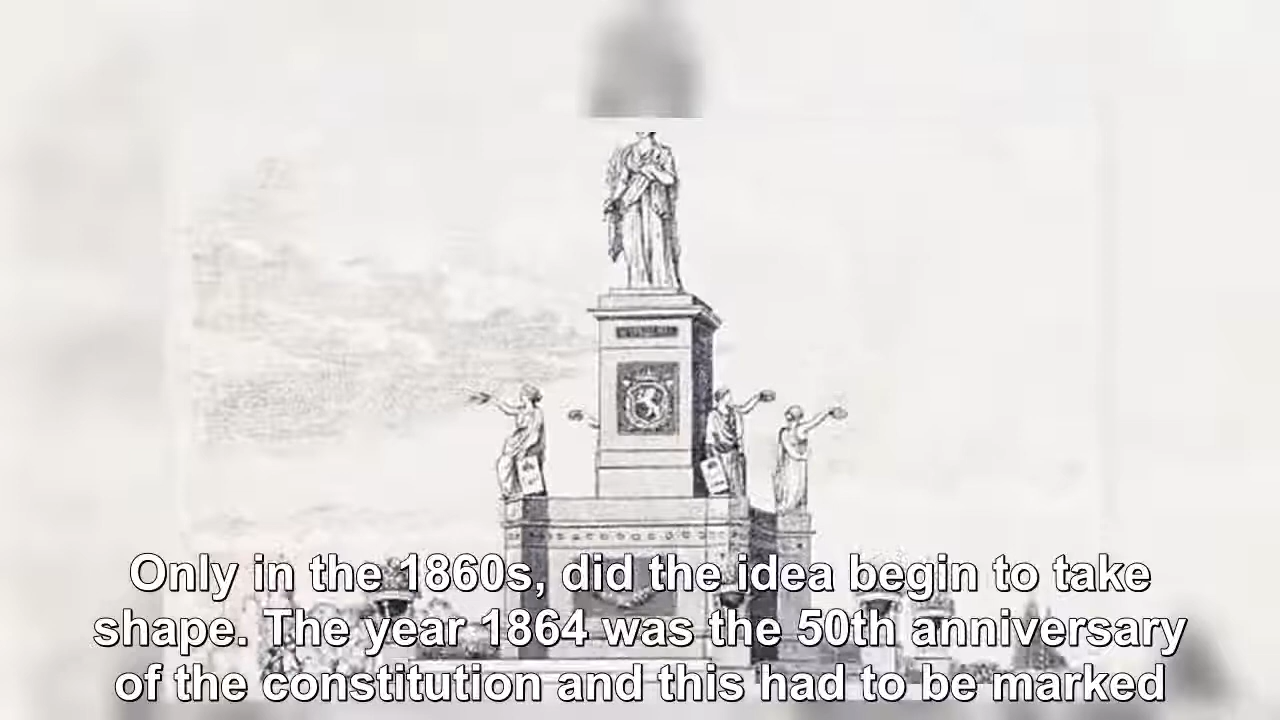 Only in the 1860s, did the idea begin to take
shape. The year 1864 was the 50th anniversary
of the constitution and this had to be marked